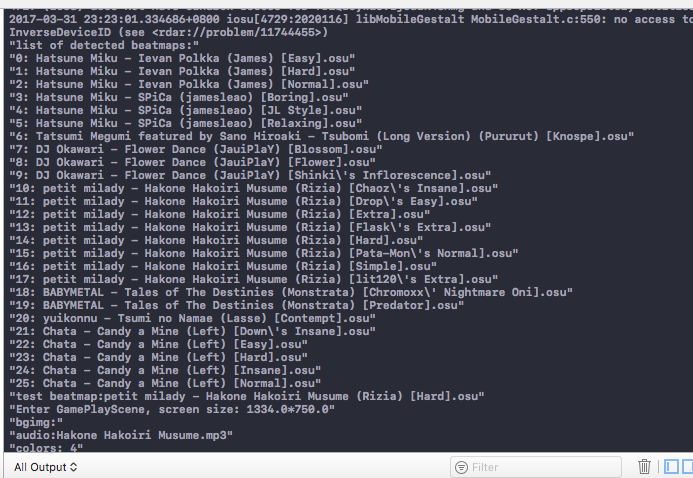 2017-03-31 23:23:01.334686+0800 iosu[4729:2020116] libMobileGestalt MobileGestalt.c:550: no access to
InverseDeviceID (see <rdar://problem/11744455>)
"list of detected beatmaps:"
"0: Hatsune Miku - Ievan Polkka (James) [Easy].osu"
"1: Hatsune Miku - Ievan Polkka (James) [Hard].osu"
"2: Hatsune Miku - Ievan Polkka (James) [Normal].osu"
"3: Hatsune Miku - SPiCa (jamesleao) [Boring].osu"
"4: Hatsune Miku - SPiCa (jamesleao) [JL Style].osu"
"5: Hatsune Miku - SPiCa (jamesleao) [Relaxing].osu"
"6: Tatsumi Megumi featured by Sano Hiroaki - Tsubomi (Long Version) (Pururut) [Knospe].osu"
"7: DJ Okawari - Flower Dance (JauiPlaY) [Blossom].osu"
"8: DJ Okawari - Flower Dance (JauiPlaY) [Flower].osu"
"9: DJ Okawari - Flower Dance (JauiPlaY) [Shinki\'s Inflorescence].osu"
"10: petit milady - Hakone Hakoiri Musume (Rizia) [Chaoz\'s Insane].osu"
"11: petit milady - Hakone Hakoiri Musume (Rizia) [Drop\'s Easy].osu"
"12: petit milady - Hakone Hakoiri Musume (Rizia) [Extra].osu"
"13: petit milady - Hakone Hakoiri Musume (Rizia) [Flask\'s Extra].osu"
"14: petit milady - Hakone Hakoiri Musume (Rizia) [Hard].osu"
"15: petit milady - Hakone Hakoiri Musume (Rizia) [Pata-Mon\'s Normal].osu"
"16: petit milady - Hakone Hakoiri Musume (Rizia) [Simple].osu"
"17: petit milady - Hakone Hakoiri Musume (Rizia) [lit120\'s Extra].osu"
"18: BABYMETAL - Tales of The Destinies (Monstrata) [Chromoxx\' Nightmare Oni].osu"
"19: BABYMETAL - Tales of The Destinies (Monstrata) [Predator].osu"
"20: yuikonnu - Tsumi no Namae (Lasse) [Contempt].osu"
"21: Chata - Candy a Mine (Left) [Down\'s Insane].osu"
"22: Chata - Candy a Mine (Left) [Easy].osu"
"23: Chata - Candy a Mine (Left) [Hard].osu"
"24: Chata - Candy a Mine (Left) [Insane].osu"
"25: Chata - Candy a Mine (Left) [Normal].osu"
"test beatmap:petit milady - Hakone Hakoiri Musume (Rizia) [Hard].osu"
"Enter GamePlayScene, screen size: 1334.0*750.0"
"bgimg:"
"audio:Hakone Hakoiri Musume.mp3"
"colors: 4"
All Output
Filter